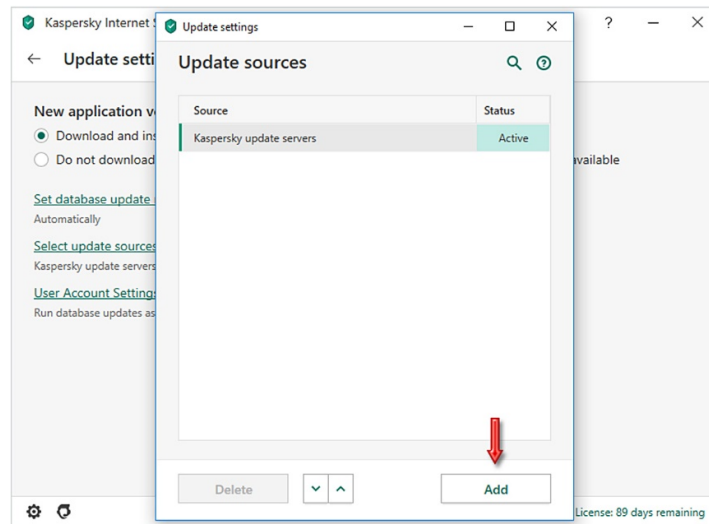 Kaspersky Internet
Update settings
?
Update setti
Update sources
New application v
Download and ins
Do not download
available
Set database update
Automatically
Select update sources
Kaspersky update servers
User Account Settings
Run database updates as
Source
Status
Kaspersky update servers
Active
Delete
Add
License: 89 days remaining